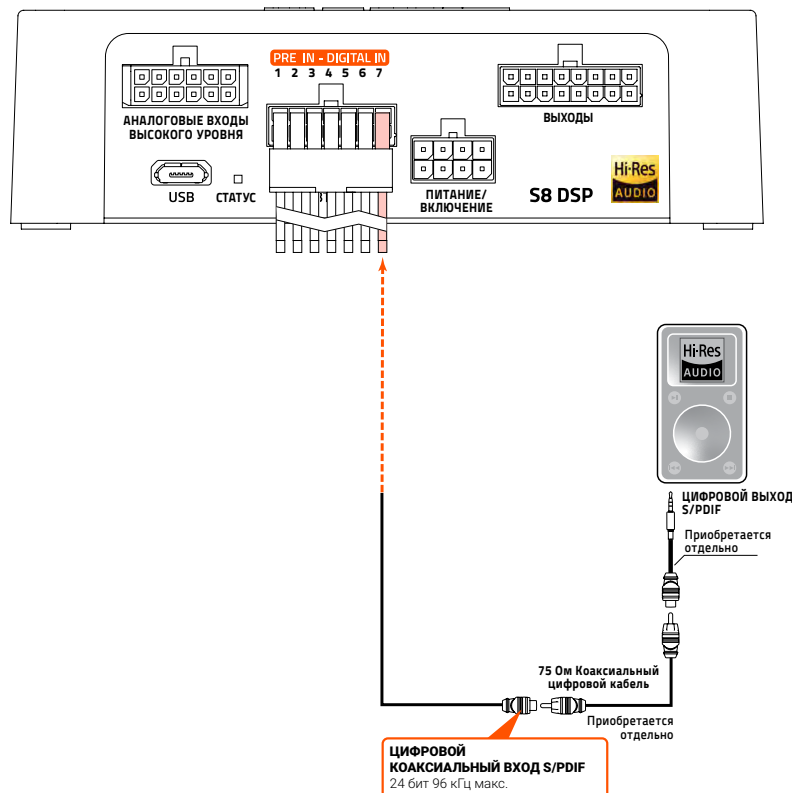 PRE IN - DIGITAL IN
1 2 3 4 5 6 7
АНАЛОГОВЫЕ ВХОДЫ
ВЫСОКОГО УРОВНЯ
ВЫХОДЫ
USB
СТАТУС
ПИТАНИЕ/
ВКЛЮЧЕНИЕ
S8 DSP
Hi-Res
AUDIO
Hi-Res
AUDIO
ЦИФРОВОЙ ВЫХОД
S/PDIF
Приобретается
отдельно
75 Ом Коаксиальный
цифровой кабель
Приобретается
отдельно
ЦИФРОВОЙ
КОАКСИАЛЬНЫЙ ВХОД S/PDIF
24 бит 96 кГц макс.